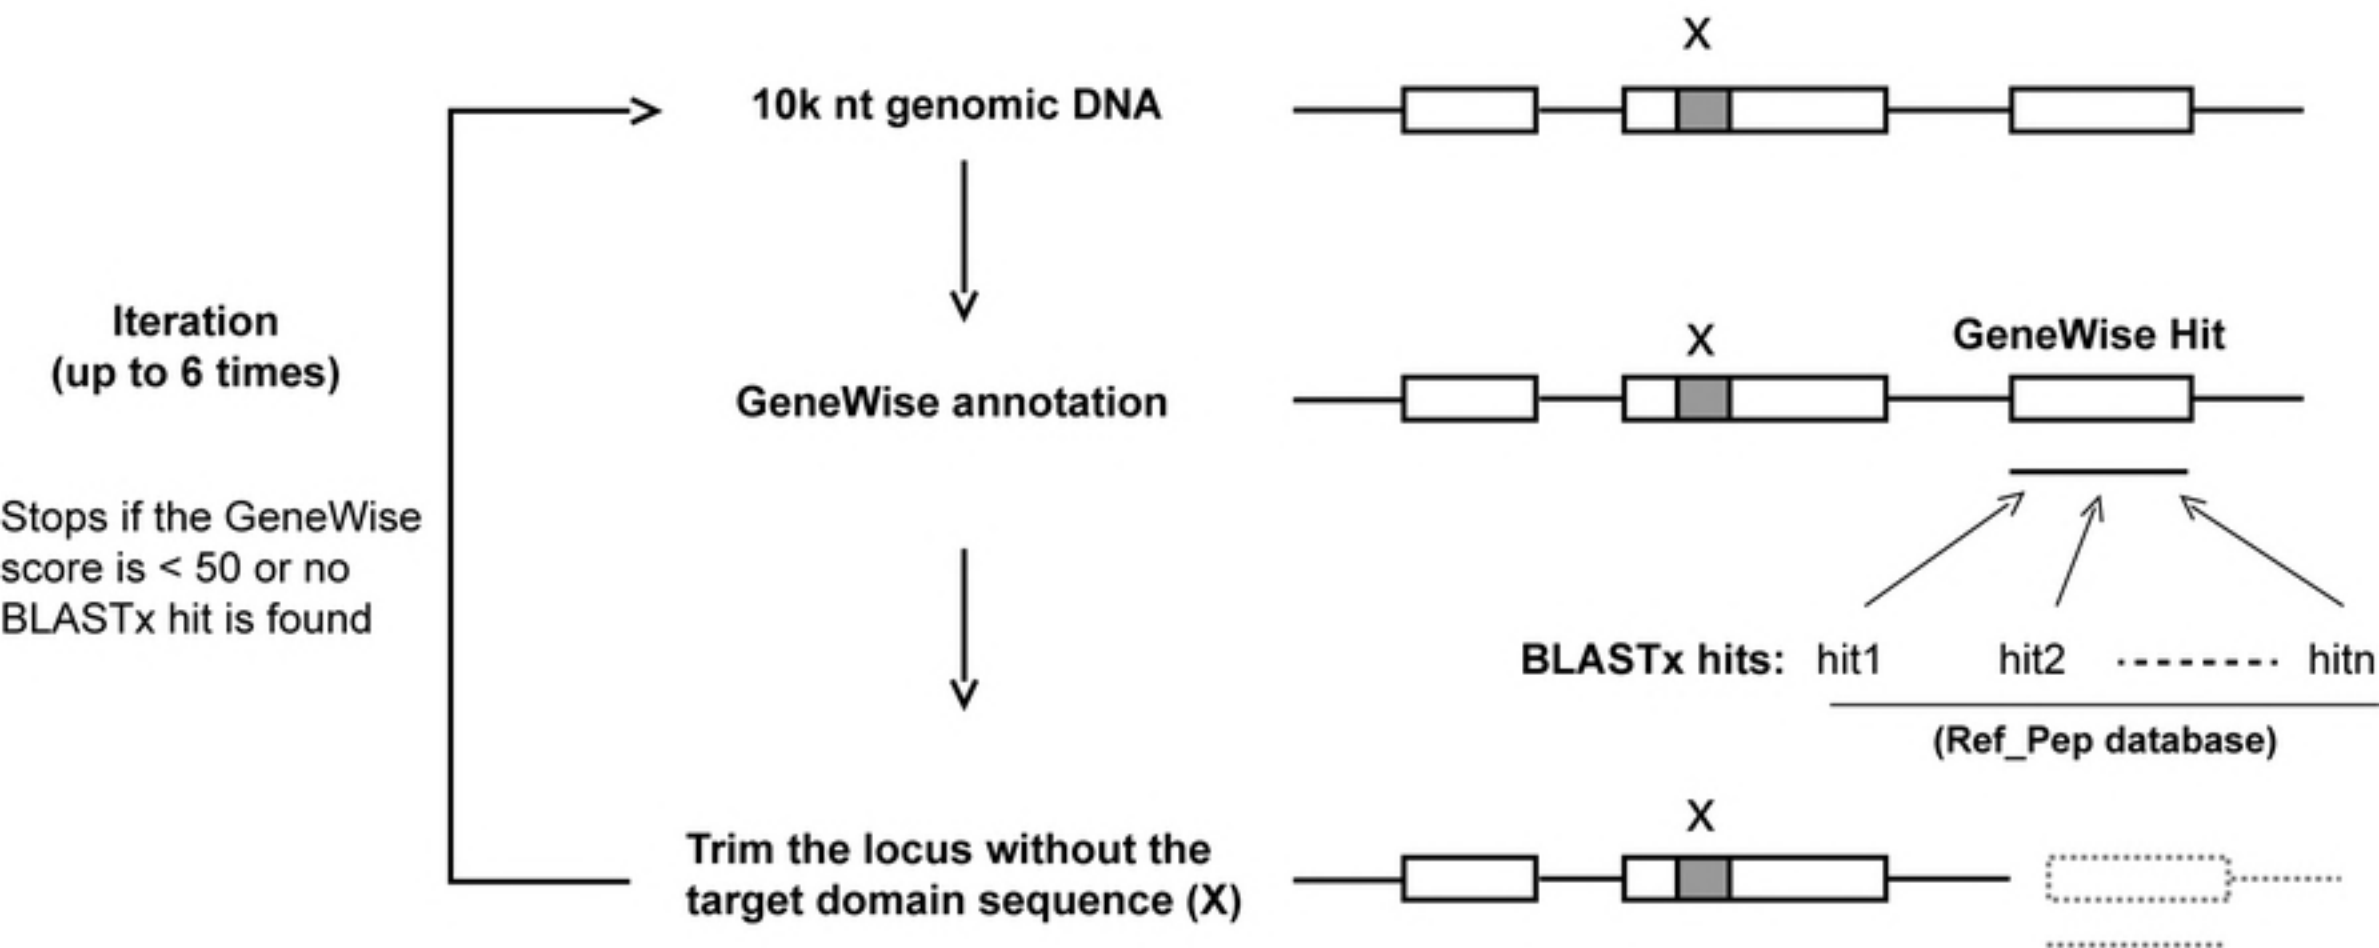 X
10k nt genomic DNA
Iteration
(up to 6 times)
X
GeneWise Hit
GeneWise annotation
Stops if the GeneWise
score is < 50 or no
BLASTx hit is found
BLASTx hits: hit1 hit2 hitn
(Ref_Pep database)
X
Trim the locus without the
target domain sequence (X)